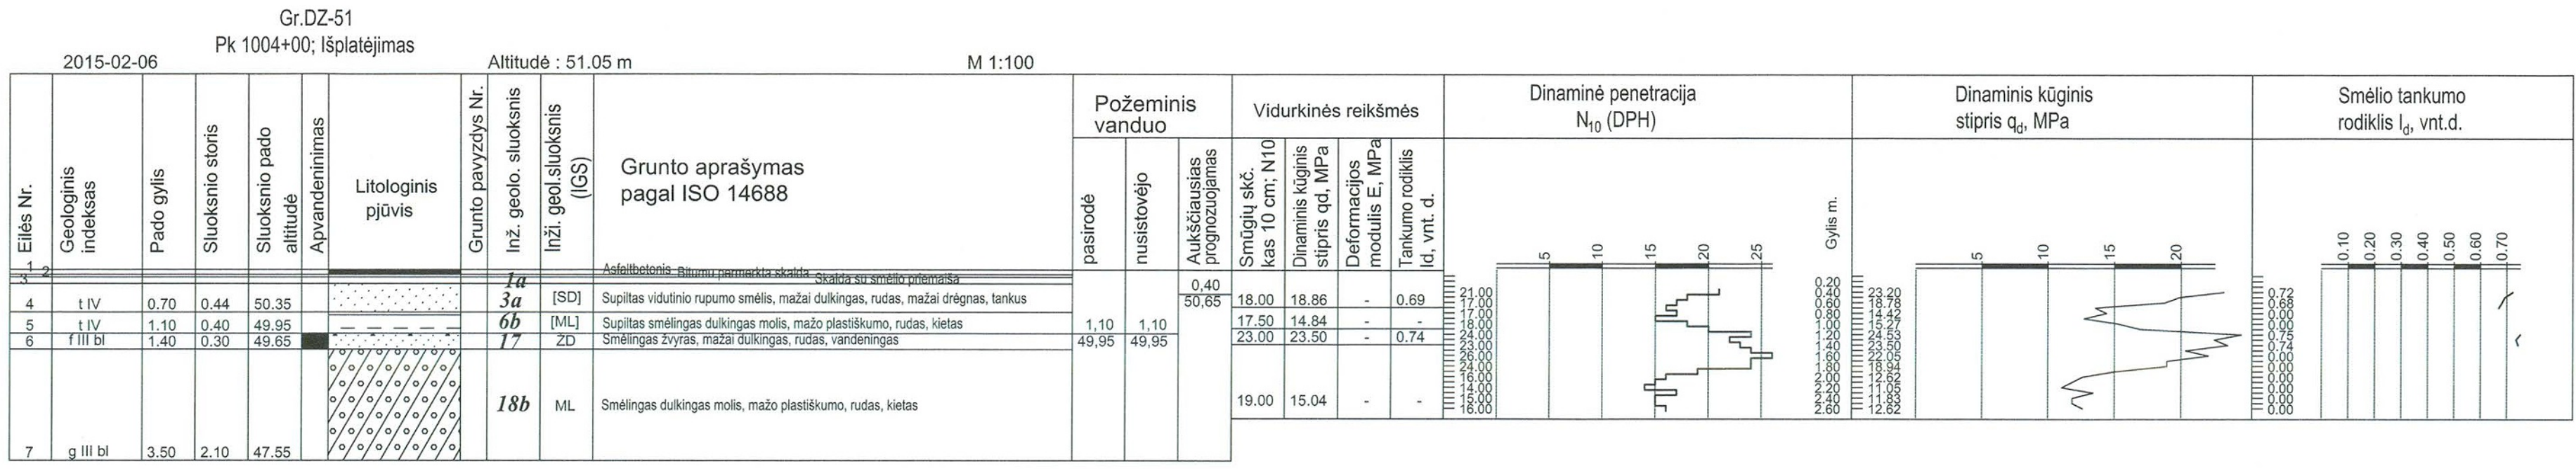 Gr.DZ-51
Pk 1004+00; Išplatėjimas
2015-02-06 Altitudė : 51.05 m M 1:100
Eilės Nr.
Geologinis indeksas
Pado gylis
Sluoksnio storis
Sluoksnio pado altitudė
Apvandeninimas
Litologinis pjūvis
Grunto pavyzdys Nr.
Inž. geolo. sluoksnis
Inži. geol.sluoksnis (IGS)
Grunto aprašymas
pagal ISO 14688
Požeminis
vanduo
pasirodė
nusistovėjo
Aukščiausias prognozuojamas
Vidurkinės reikšmės
Smūgių skč. kas 10 cm; N10
Dinaminis kūginis stipris qd, MPa
Deformacijos modulis E, MPa
Tankumo rodiklis Id, vnt. d.
Dinaminė penetracija
N10 (DPH)
Gylis m.
Dinaminis kūginis
stipris qd, MPa
Smėlio tankumo
rodiklis Id, vnt.d.
5 10 15 20 25
5 10 15 20
0.10 0.20 0.30 0.40 0.50 0.60 0.70
1 Asfaltbetonis
2 Bitumu permerkta skalda
3 1a Skalda su smėlio priemaiša
4 t IV 0.70 0.44 50.35 3a [SD] Supiltas vidutinio rupumo smėlis, mažai dulkingas, rudas, mažai drėgnas, tankus 0,40 50,65 18.00 18.86 - 0.69
5 t IV 1.10 0.40 49.95 6b [ML] Supiltas smėlingas dulkingas molis, mažo plastiškumo, rudas, kietas 1,10 1,10 17.50 14.84 - -
6 f III bl 1.40 0.30 49.65 17 ZD Smėlingas žvyras, mažai dulkingas, rudas, vandeningas 49,95 49,95 23.00 23.50 - 0.74
18b ML Smėlingas dulkingas molis, mažo plastiškumo, rudas, kietas 19.00 15.04 - -
7 g III bl 3.50 2.10 47.55
21.00
17.00
17.00
18.00
24.00
23.00
26.00
24.00
16.00
14.00
15.00
16.00
0.20
0.40
0.60
0.80
1.00
1.20
1.40
1.60
1.80
2.00
2.20
2.40
2.60
23.20
18.78
14.42
15.27
24.53
23.50
22.05
18.94
12.62
11.05
11.83
12.62
0.72
0.68
0.00
0.00
0.75
0.74
0.00
0.00
0.00
0.00
0.00
0.00